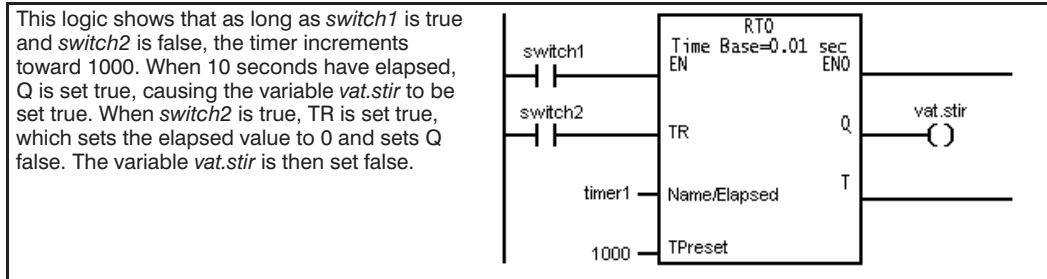 This logic shows that as long as switch1 is true
and switch2 is false, the timer increments
toward 1000. When 10 seconds have elapsed,
Q is set true, causing the variable vat.stir to be
set true. When switch2 is true, TR is set true,
which sets the elapsed value to 0 and sets Q
false. The variable vat.stir is then set false.
RTO
Time Base=0.01 sec
switch1
EN ENO
switch2
TR Q vat.stir
timer1 Name/Elapsed T
1000 TPreset